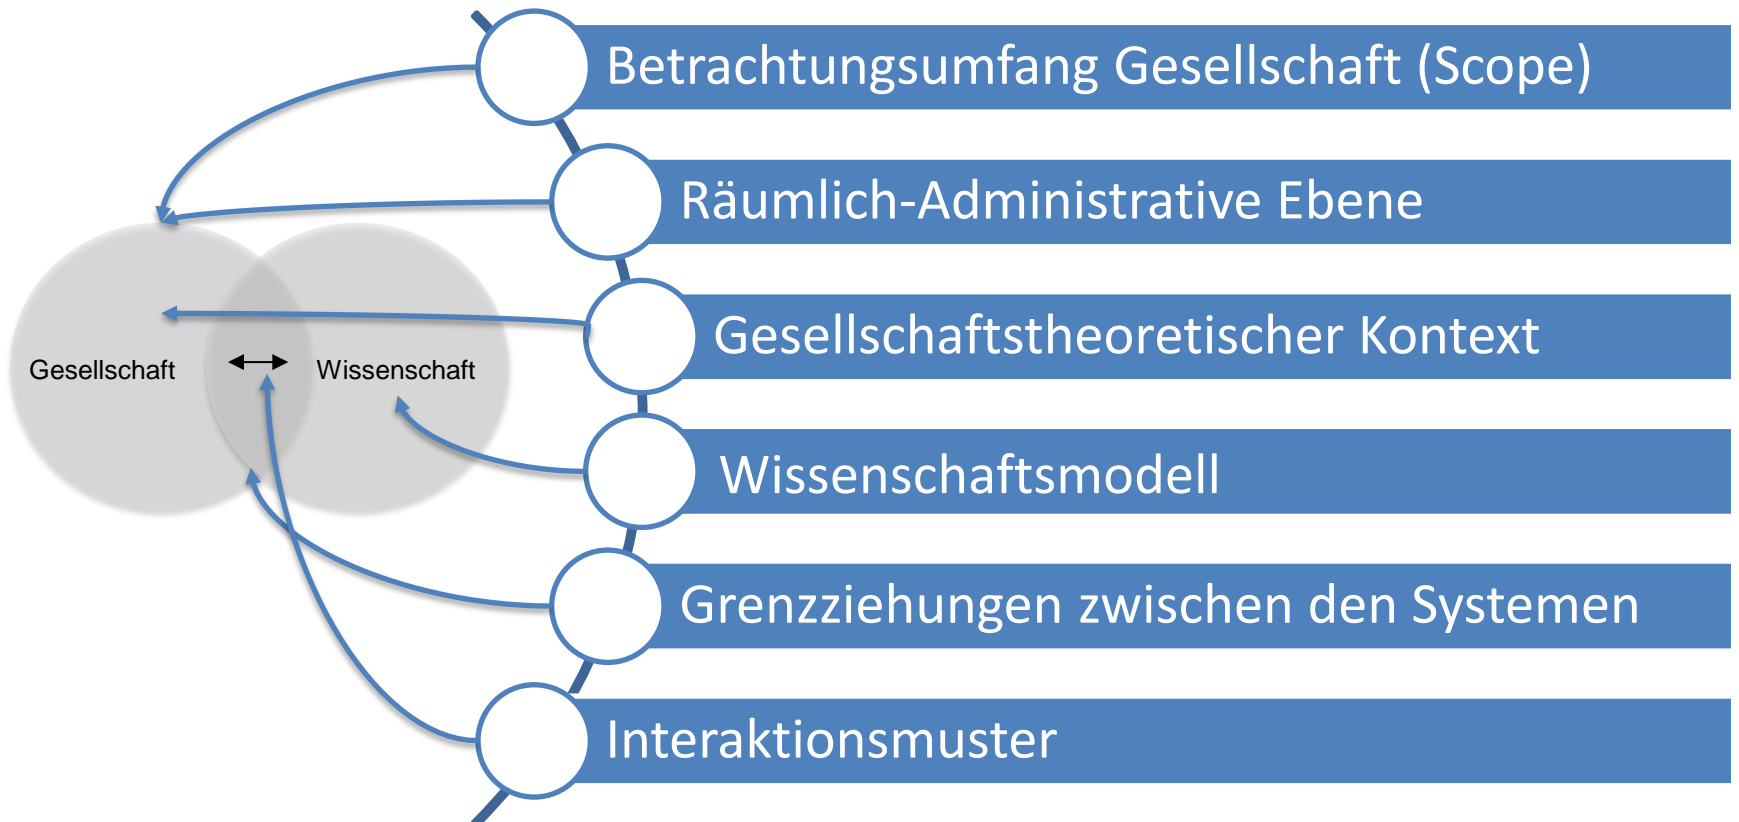 Betrachtungsumfang Gesellschaft (Scope)
Räumlich-Administrative Ebene
Gesellschaftstheoretischer Kontext
Gesellschaft
Wissenschaft
Wissenschaftsmodell
Grenzziehungen zwischen den Systemen
Interaktionsmuster